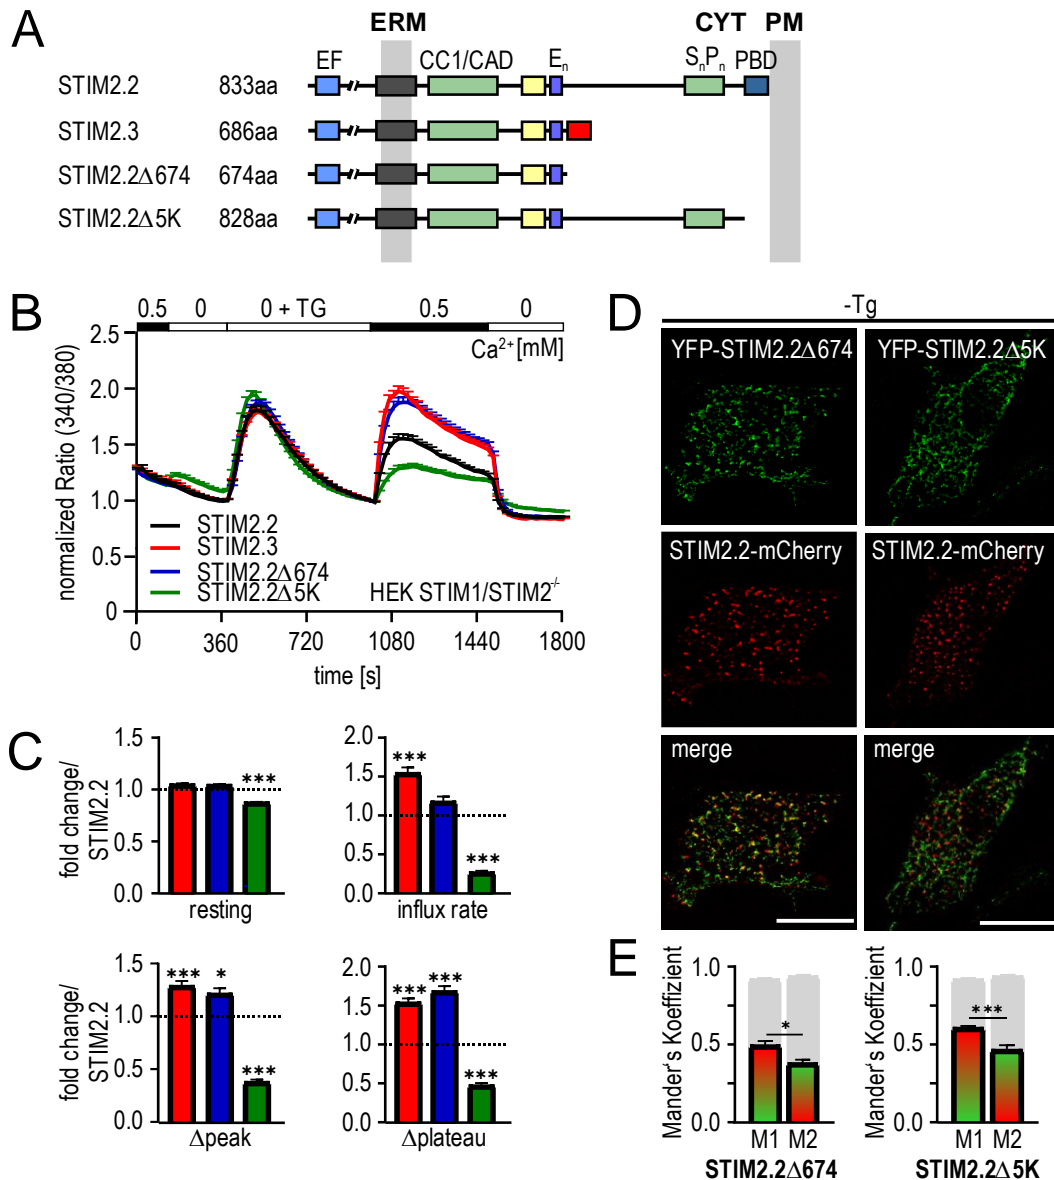 A
ERM CYT PM
EF CC1/CAD En SnPn PBD
STIM2.2 833aa
STIM2.3 686aa
STIM2.2Δ674 674aa
STIM2.2Δ5K 828aa
B
0.5 0 0 + TG 0.5 0
Ca2+[mM]
normalized Ratio (340/380)
2.5
2.0
1.5
1.0
0.5
0
STIM2.2
STIM2.3
STIM2.2Δ674
STIM2.2Δ5K
HEK STIM1/STIM2-/-
0 360 720 1080 1440 1800
time [s]
C
fold change/
STIM2.2
1.5
1.0
0.5
0.0
***
resting
2.0
1.5
1.0
0.5
0.0
***
***
influx rate
fold change/
STIM2.2
1.5
1.0
0.5
0.0
*** *
***
Δpeak
2.0
1.5
1.0
0.5
0.0
*** ***
***
Δplateau
D
-Tg
YFP-STIM2.2Δ674 YFP-STIM2.2Δ5K
STIM2.2-mCherry STIM2.2-mCherry
merge merge
E
Mander's Koeffizient
1.0
0.5
0.0
*
M1 M2
STIM2.2Δ674
Mander's Koeffizient
1.0
0.5
0.0
***
M1 M2
STIM2.2Δ5K